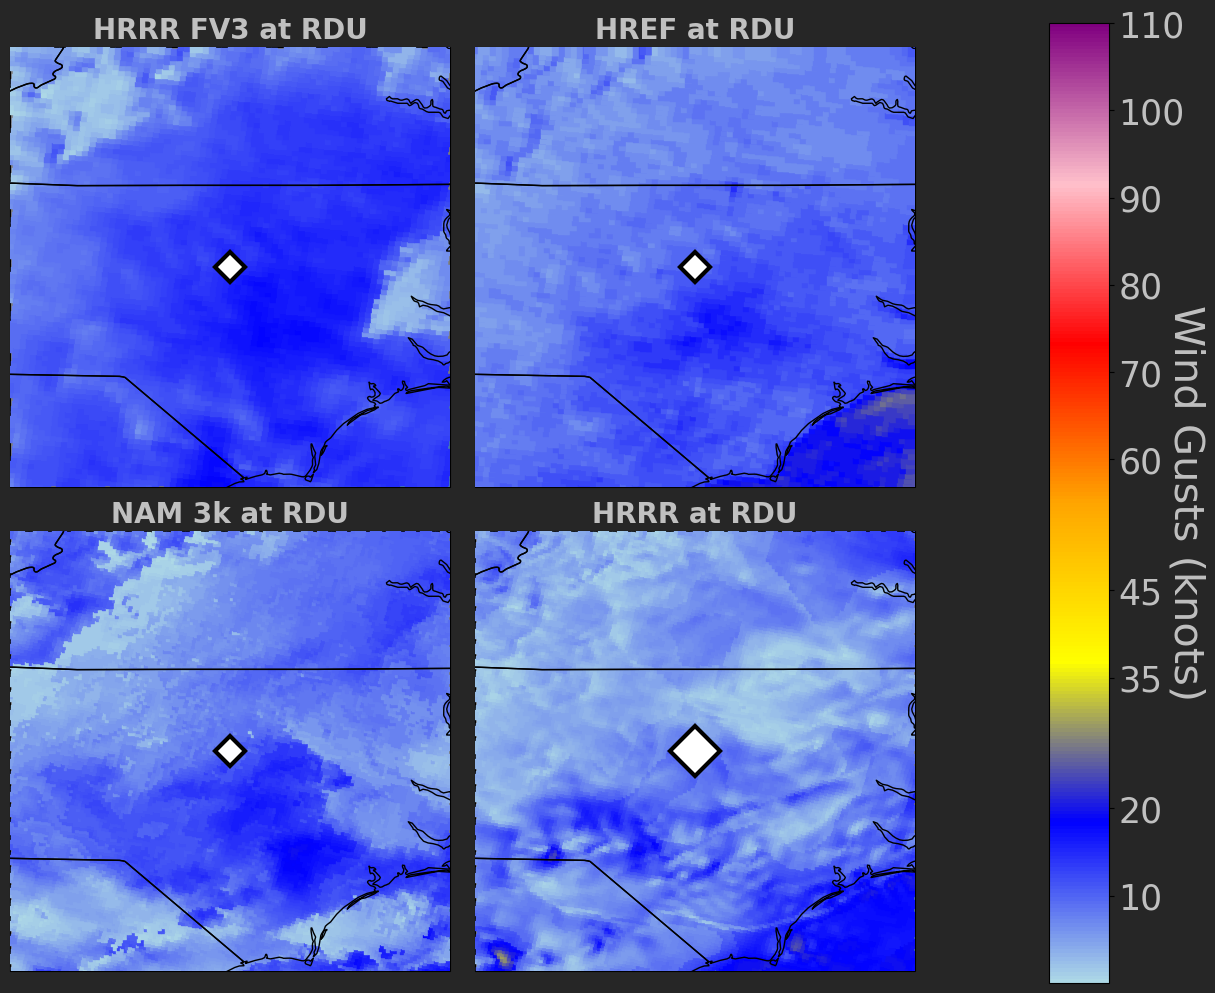 HRRR FV3 at RDU
HREF at RDU
NAM 3k at RDU
HRRR at RDU
110
100
90
80
70
60
45
35
20
10
Wind Gusts (knots)